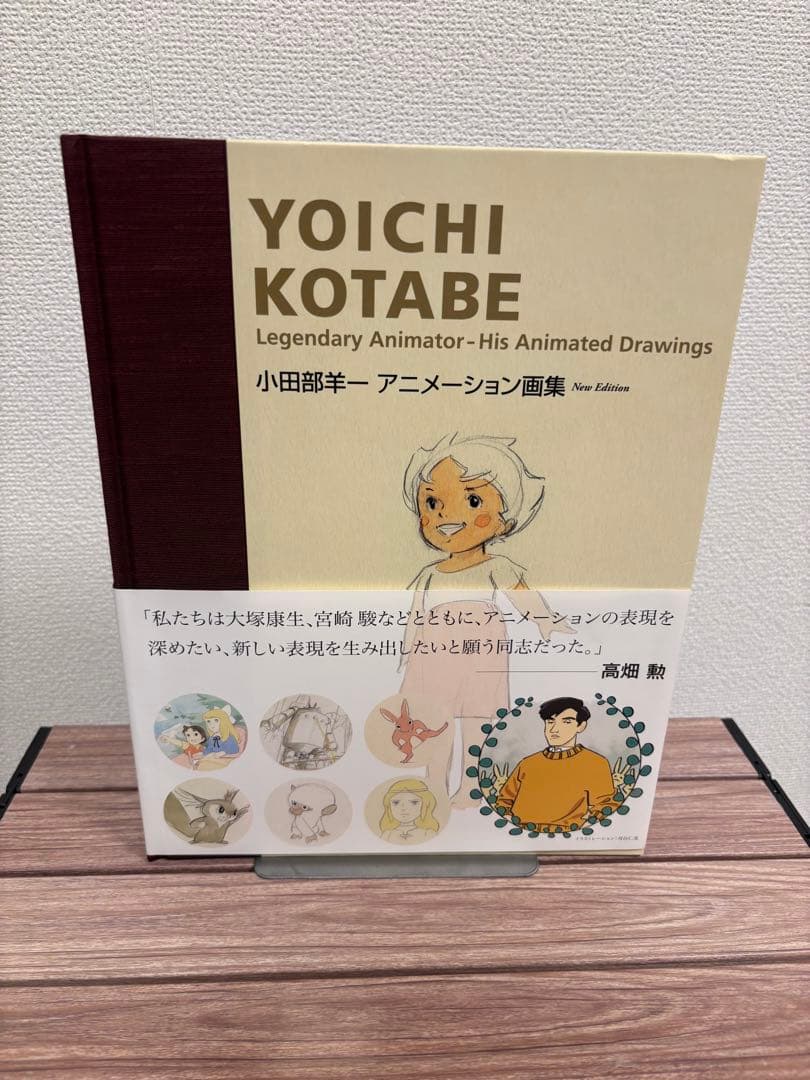 YOICHI
KOTABE
Legendary Animator – His Animated Drawings
小田部羊一 アニメーション画集 New Edition
「私たちは大塚康生、宮崎 駿などとともに、アニメーションの表現を
深めたい、新しい表現を生み出したいと願う同志だった。」
高畑 勲